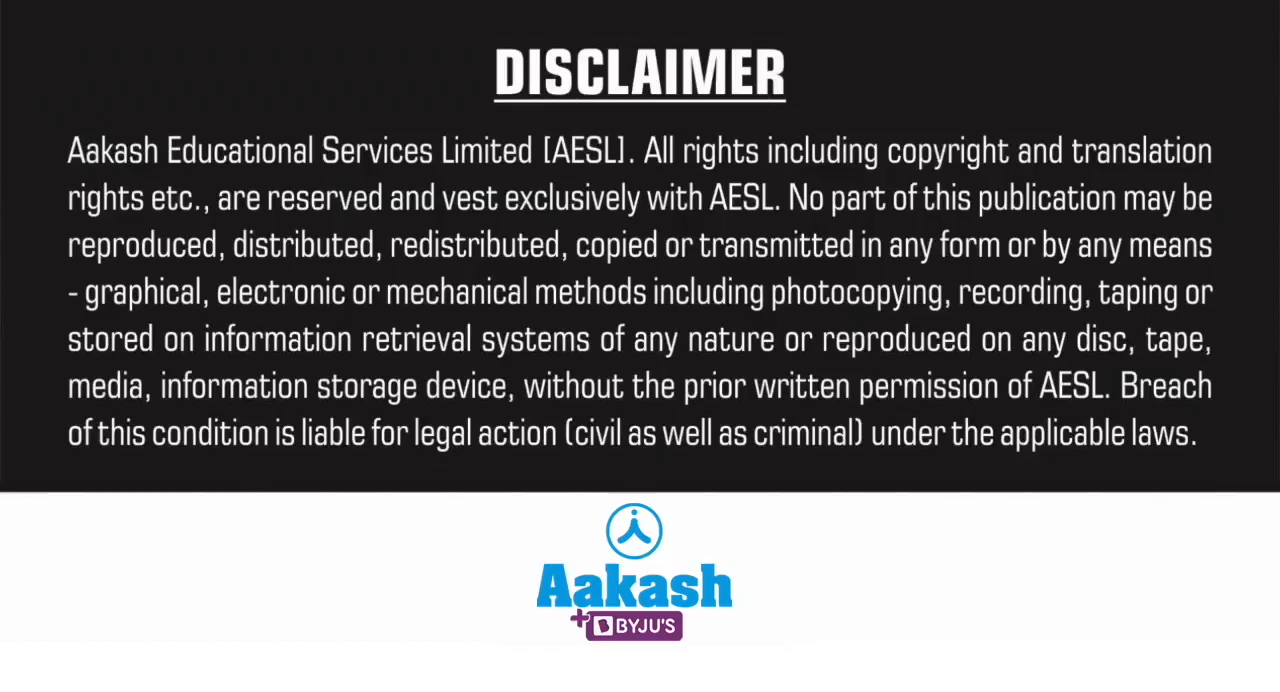 DISCLAIMER
Aakash Educational Services Limited [AESL]. All rights including copyright and translation
rights etc., are reserved and vest exclusively with AESL. No part of this publication may be
reproduced, distributed, redistributed, copied or transmitted in any form or by any means
- graphical, electronic or mechanical methods including photocopying, recording, taping or
stored on information retrieval systems of any nature or reproduced on any disc, tape,
media, information storage device, without the prior written permission of AESL. Breach
of this condition is liable for legal action (civil as well as criminal) under the applicable laws.
Aakash
+ BYJU'S